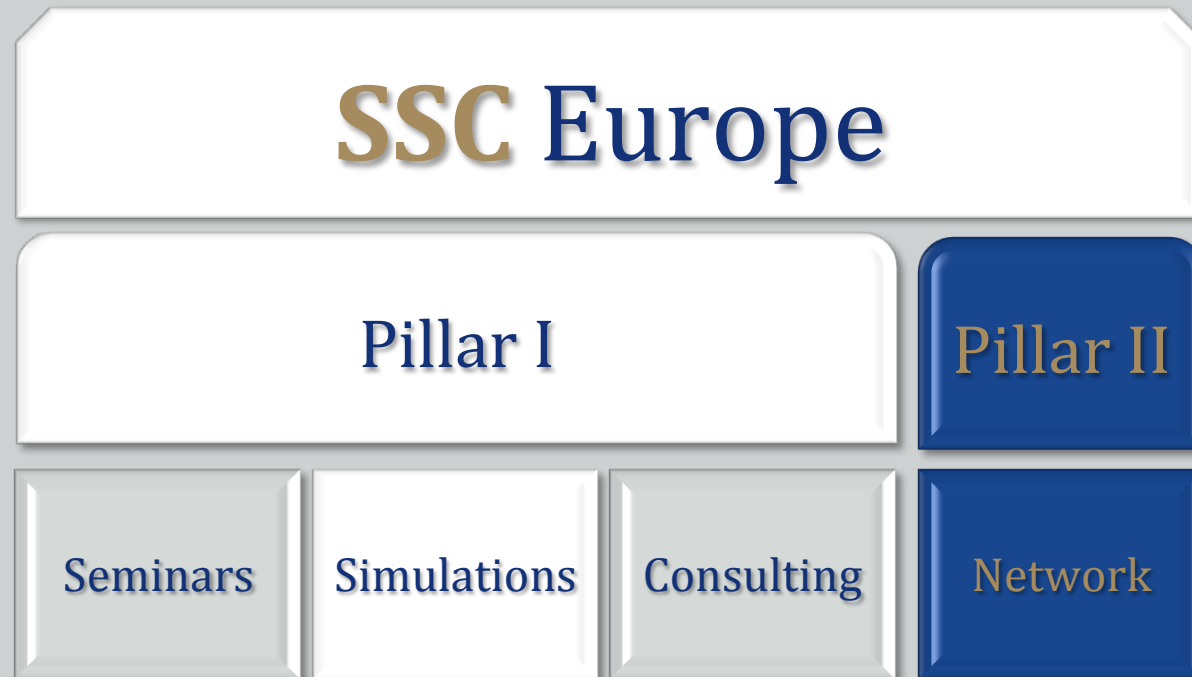 SSC Europe
Pillar I
Pillar II
Seminars
Simulations
Consulting
Network